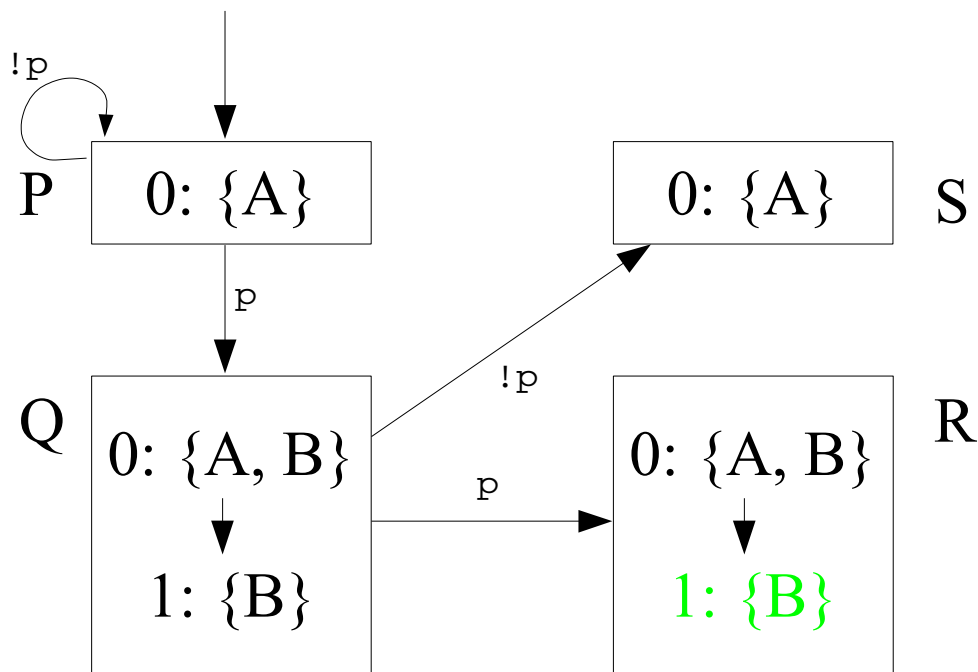 !p
P
0: {A}
0: {A}
S
p
!p
Q
0: {A, B}
1: {B}
p
0: {A, B}
1: {B}
R